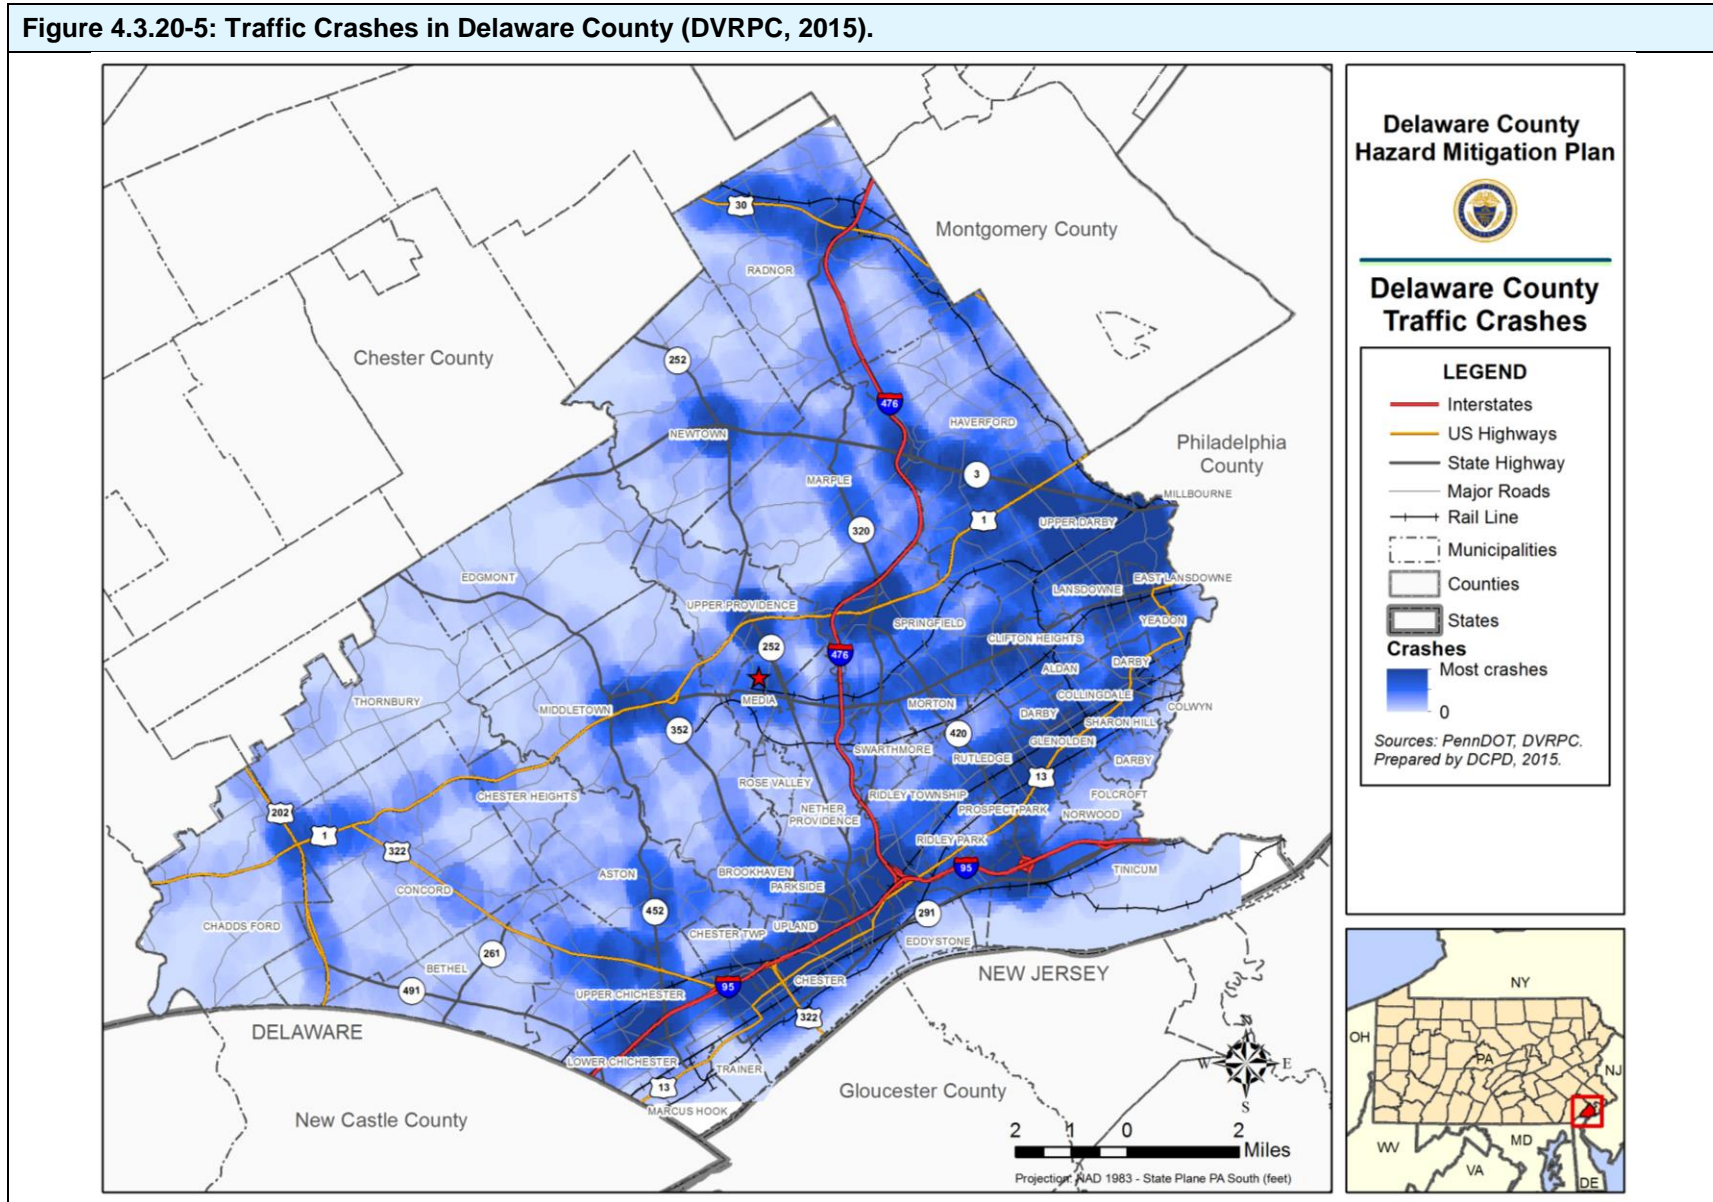 Figure 4.3.20-5: Traffic Crashes in Delaware County (DVRPC, 2015).
30
Montgomery County
RADNOR
Chester County
252
476
HAVERFORD
NEWTOWN
Philadelphia
County
3
MARPLE
MILLBOURNE
1
UPPER DARBY
320
EDGMONT
EAST LANSDOWNE
LANSDOWNE
UPPER PROVIDENCE
SPRINGFIELD
YEADON
CLIFTON HEIGHTS
252
476
ALDAN
DARBY
THORNBURY
MEDIA
COLLINGDALE
MIDDLETOWN
MORTON
COLWYN
DARBY
SHARON HILL
352
420
GLENOLDEN
SWARTHMORE
RUTLEDGE
DARBY
13
ROSE VALLEY
CHESTER HEIGHTS
RIDLEY TOWNSHIP
FOLCROFT
202
NETHER
PROVIDENCE
PROSPECT PARK
NORWOOD
1
RIDLEY PARK
322
95
TINICUM
ASTON
BROOKHAVEN
PARKSIDE
CONCORD
452
291
CHADDS FORD
CHESTER TWP
UPLAND
EDDYSTONE
261
BETHEL
NEW JERSEY
491
CHESTER
95
UPPER CHICHESTER
322
DELAWARE
LOWER CHICHESTER
TRAINER
13
MARCUS HOOK
Gloucester County
New Castle County
N
W
E
S
2 1 0 2
Miles
Projection: NAD 1983 - State Plane PA South (feet)
Delaware County
Hazard Mitigation Plan
Delaware County
Traffic Crashes
LEGEND
Interstates
US Highways
State Highway
Major Roads
Rail Line
Municipalities
Counties
States
Crashes
Most crashes
0
Sources: PennDOT, DVRPC.
Prepared by DCPD, 2015.
NY
OH
PA
NJ
WV
MD
VA
DE